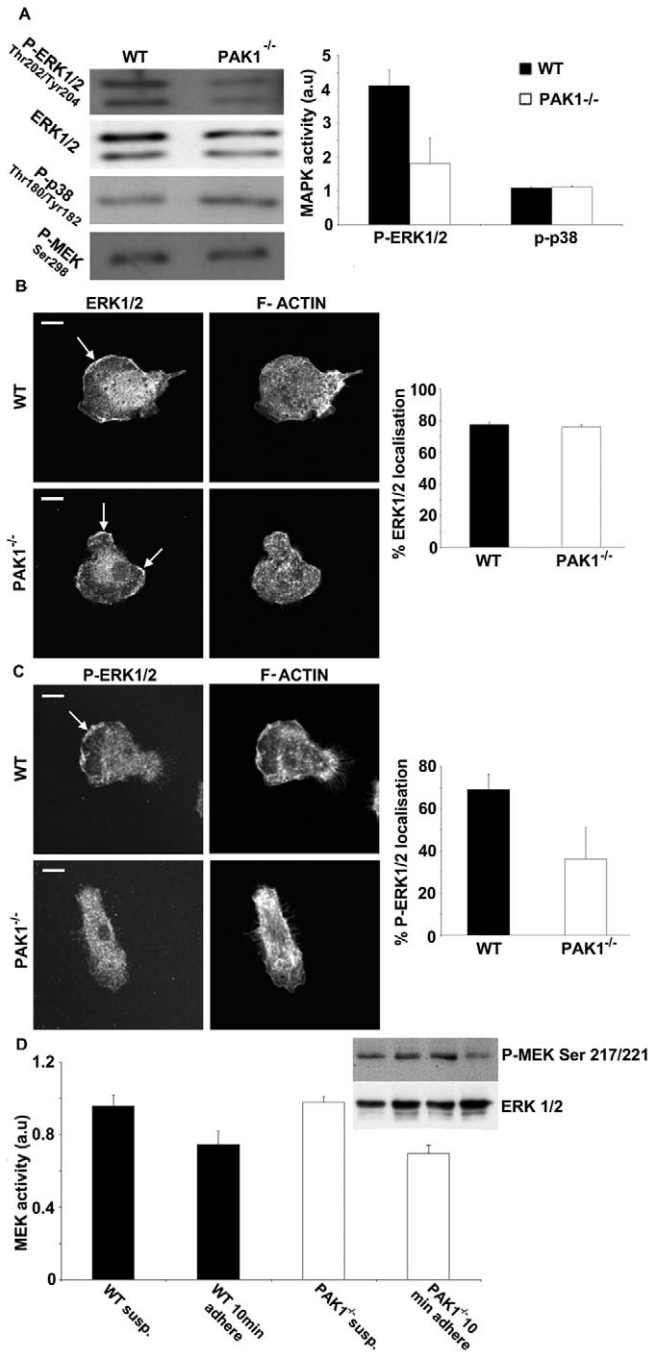 A
WT PAK1-/-
P-ERK1/2
Thr202/Tyr204
ERK1/2
P-p38
Thr180/Tyr182
P-MEK
Ser298
MAPK activity (a.u)
5
4
3
2
1
0
WT
PAK1-/-
P-ERK1/2 p-p38
B
ERK1/2 F- ACTIN
WT
PAK1-/-
% ERK1/2 localisation
100
80
60
40
20
0
WT PAK1-/-
C
P-ERK1/2 F- ACTIN
WT
PAK1-/-
% P-ERK1/2 localisation
80
60
40
20
0
WT PAK1-/-
D
MEK activity (a.u)
1.2
0.8
0.4
0
P-MEK Ser 217/221
ERK 1/2
WT susp.
WT 10min
adhere
PAK1-/- susp.
PAK1-/-10
min adhere